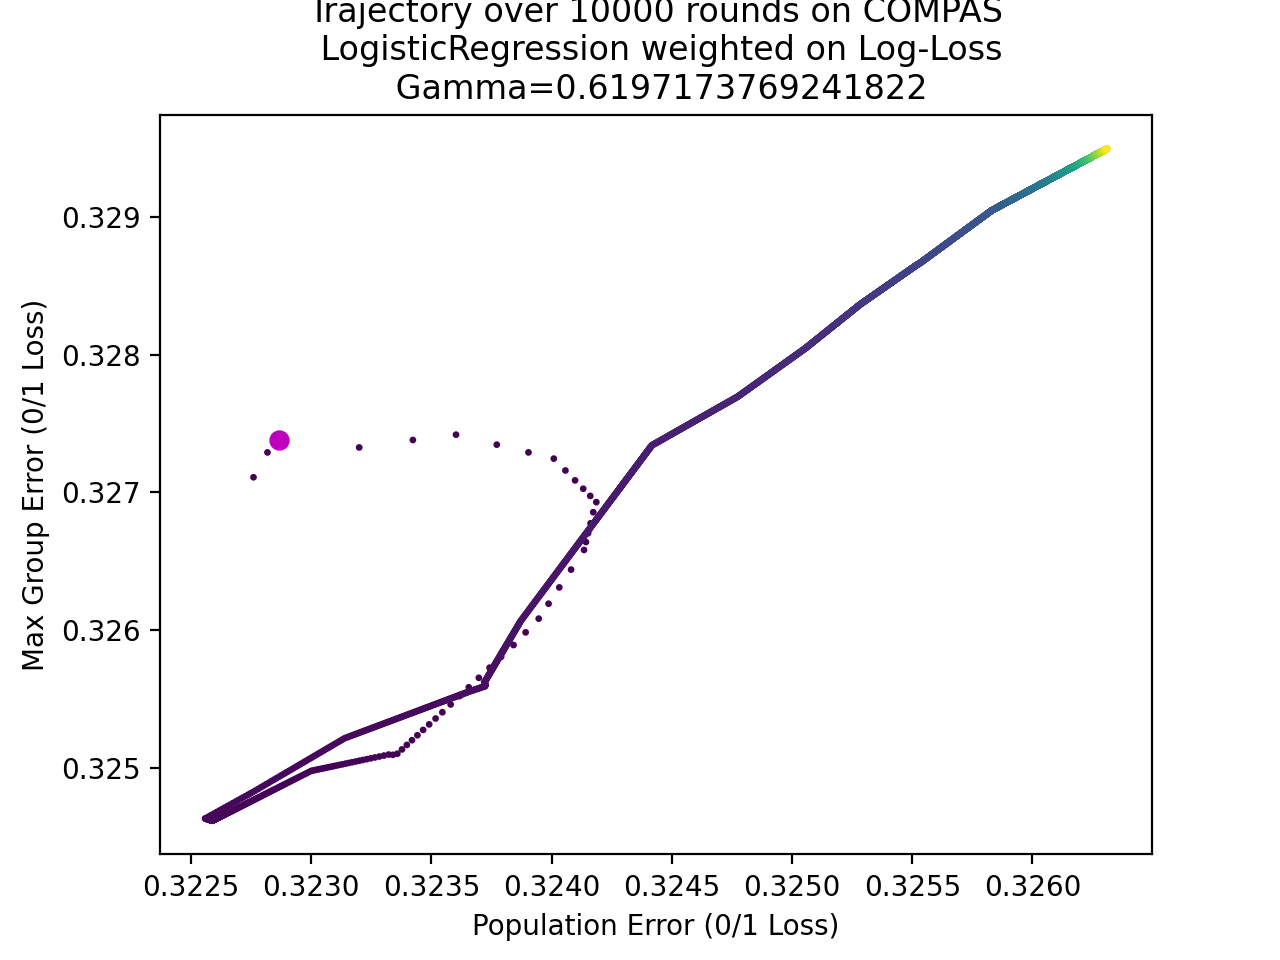 Trajectory over 10000 rounds on COMPAS
LogisticRegression weighted on Log-Loss
Gamma=0.6197173769241822
Max Group Error (0/1 Loss)
0.329
0.328
0.327
0.326
0.325
0.3225 0.3230 0.3235 0.3240 0.3245 0.3250 0.3255 0.3260
Population Error (0/1 Loss)